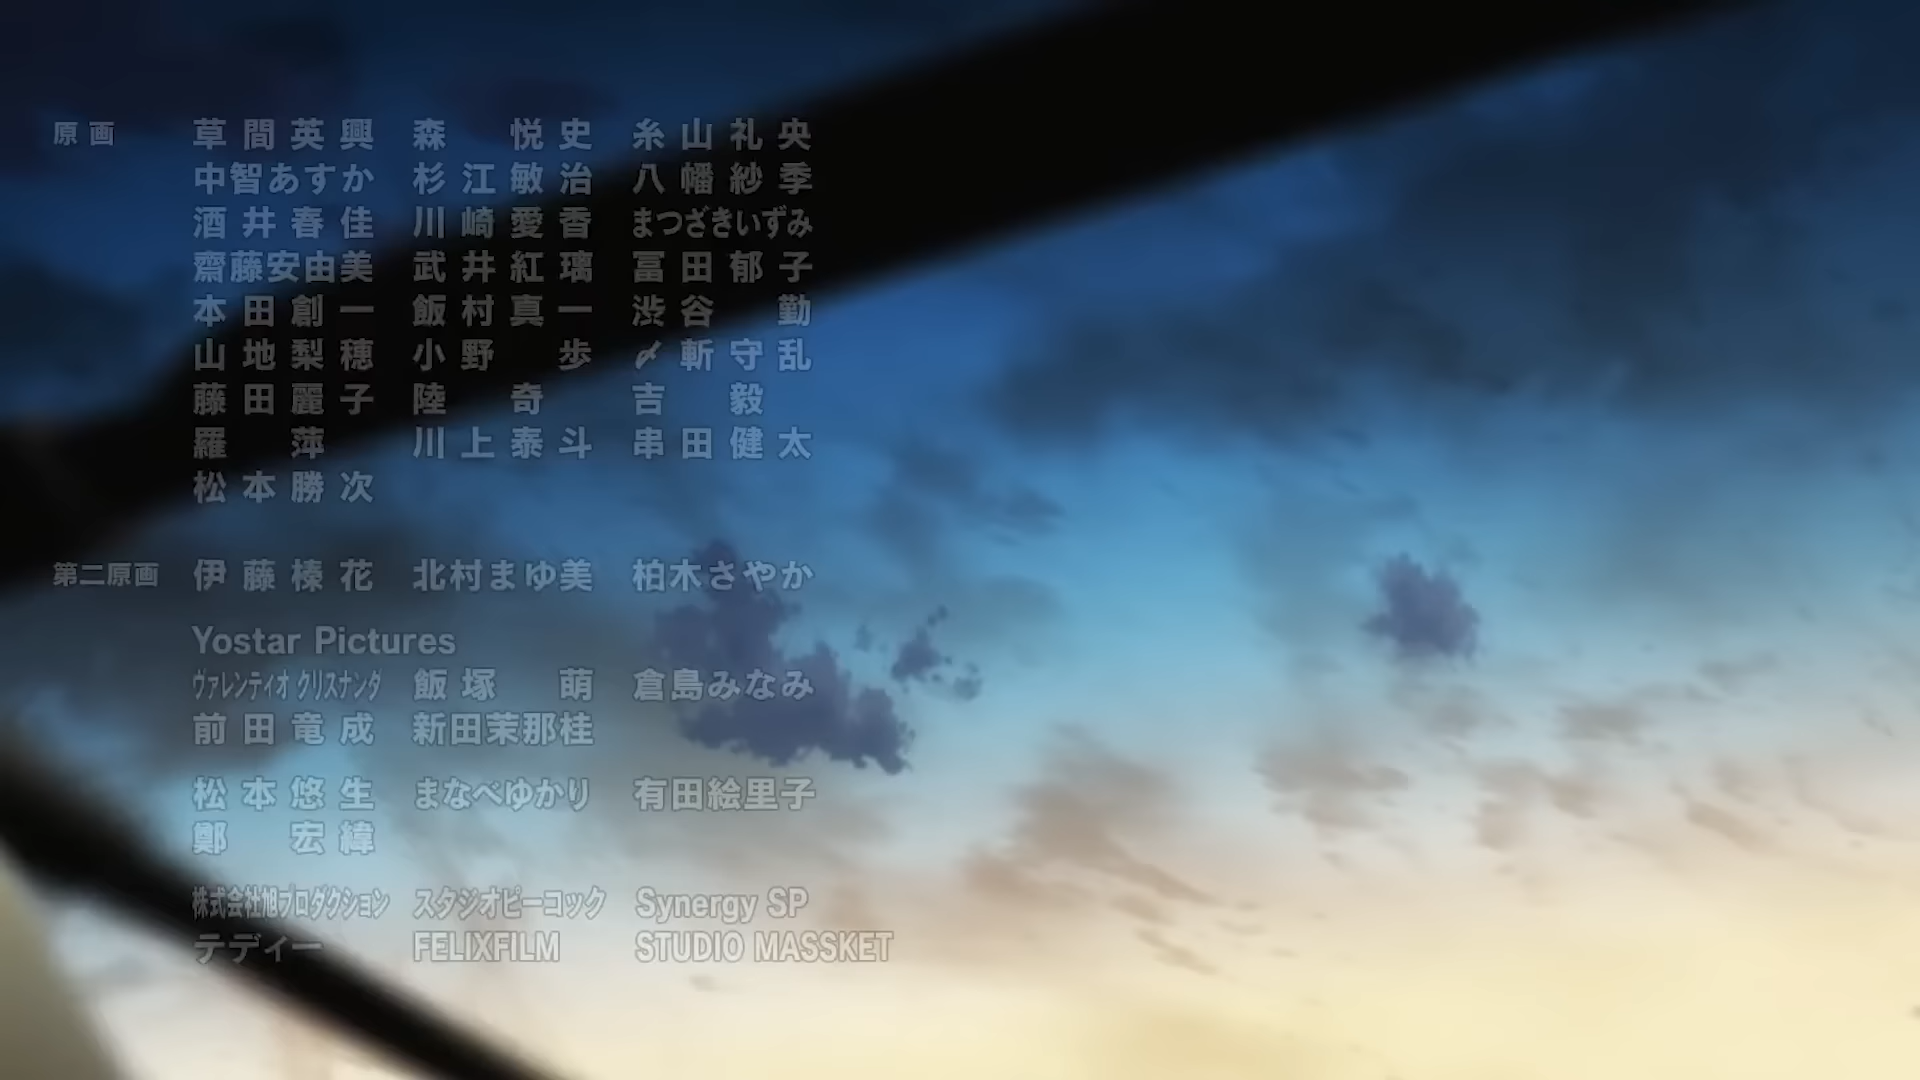 原画 草間英興 森悦史 糸山礼央
中智あすか 杉江敏治 八幡紗季
酒井春佳 川崎愛香 まつざきいずみ
齋藤安由美 武井紅璃 冨田郁子
本田創一 飯村真一 渋谷勤
山地梨穂 小野歩 〆斬守乱
藤田麗子 陸奇 吉毅
羅萍 川上泰斗 串田健太
松本勝次
第二原画 伊藤榛花 北村まゆ美 柏木さやか
Yostar Pictures
ヴァレンティオ クリスナンダ 飯塚萌 倉島みなみ
前田竜成 新田茉那桂
松本悠生 まなべゆかり 有田絵里子
鄭宏緯
株式会社旭プロダクション スタジオピーコック Synergy SP
テディー FELIXFILM STUDIO MASSKET